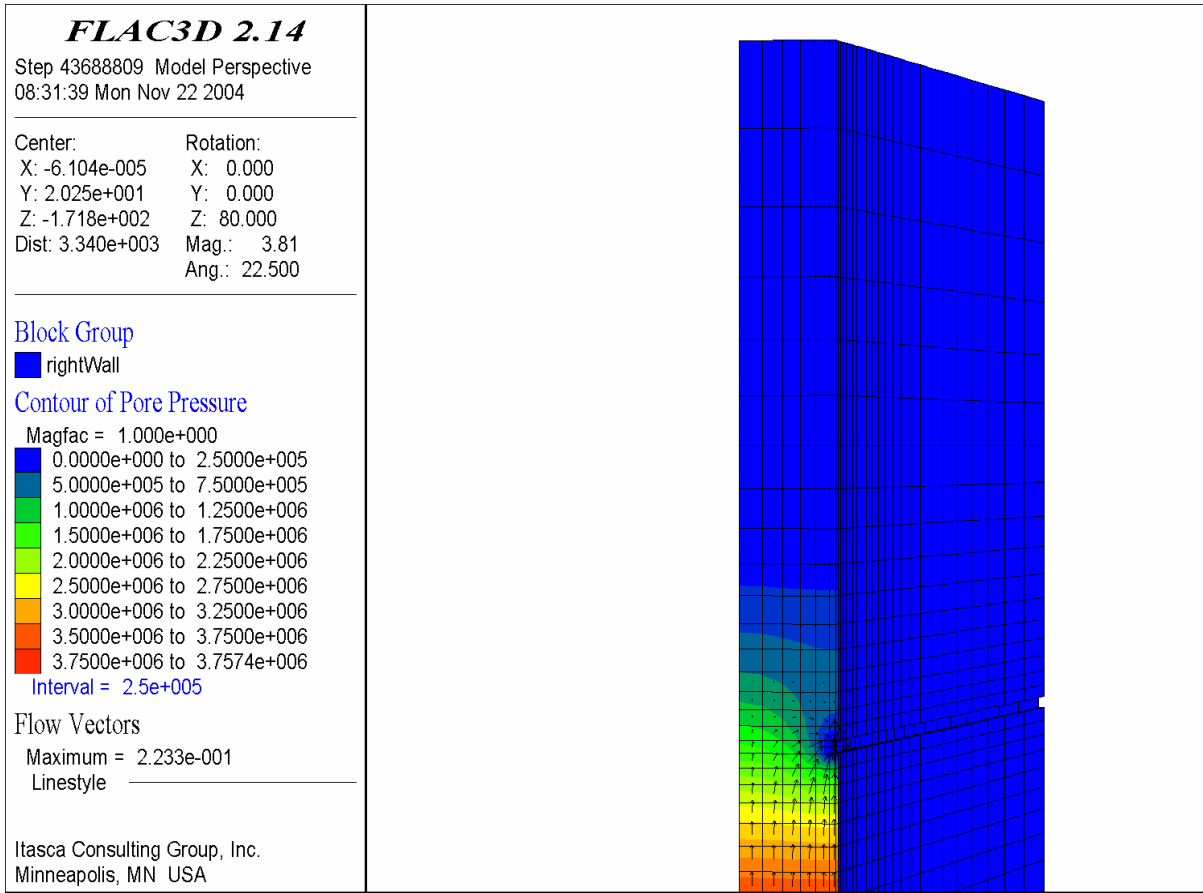 FLAC3D 2.14
Step 43688809 Model Perspective
08:31:39 Mon Nov 22 2004
Center: Rotation:
X: -6.104e-005 X: 0.000
Y: 2.025e+001 Y: 0.000
Z: -1.718e+002 Z: 80.000
Dist: 3.340e+003 Mag.: 3.81
Ang.: 22.500
Block Group
rightWall
Contour of Pore Pressure
Magfac = 1.000e+000
0.0000e+000 to 2.5000e+005
5.0000e+005 to 7.5000e+005
1.0000e+006 to 1.2500e+006
1.5000e+006 to 1.7500e+006
2.0000e+006 to 2.2500e+006
2.5000e+006 to 2.7500e+006
3.0000e+006 to 3.2500e+006
3.5000e+006 to 3.7500e+006
3.7500e+006 to 3.7574e+006
Interval = 2.5e+005
Flow Vectors
Maximum = 2.233e-001
Linestyle
Itasca Consulting Group, Inc.
Minneapolis, MN USA